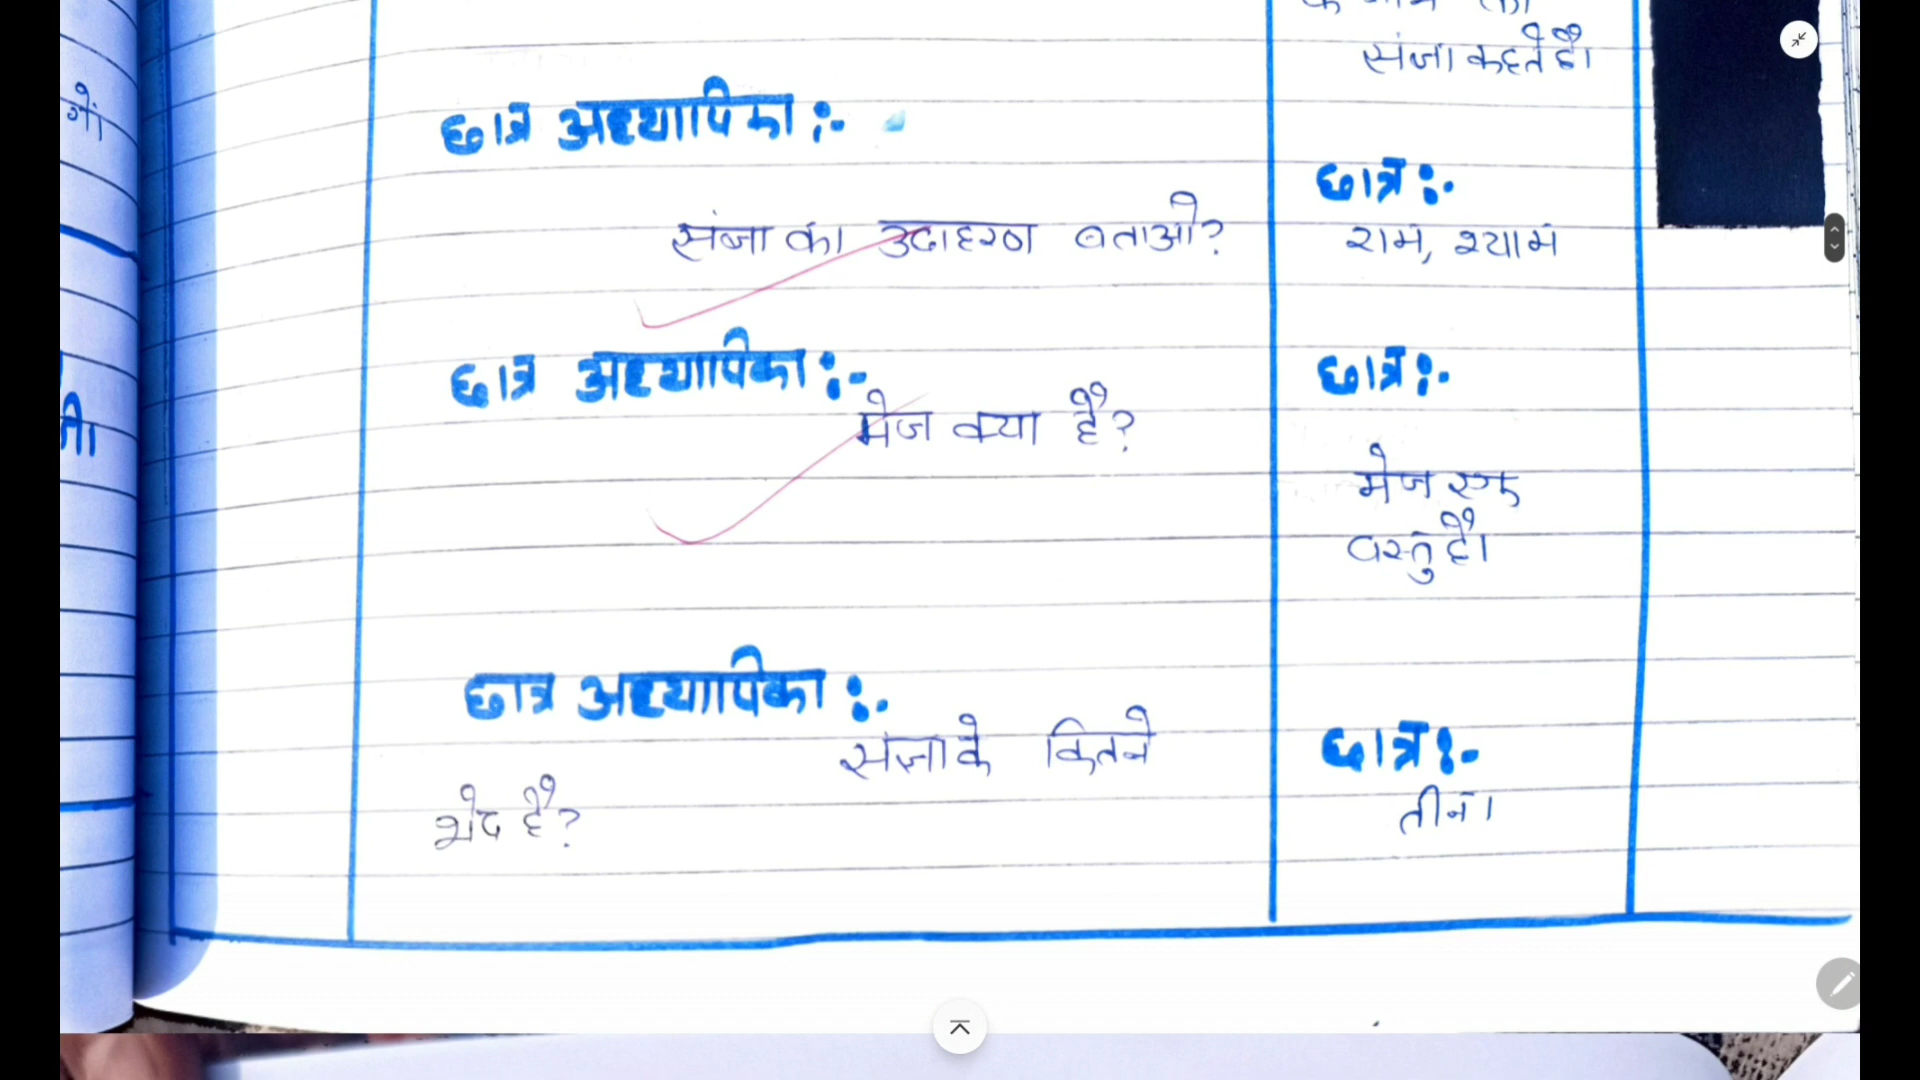 संज्ञा कहते है।
छात्र अध्यापिका :-
छात्र :-
संज्ञा का उदाहरण बताओ?
राम, श्याम
छात्र अध्यापिका :-
छात्र :-
मेज क्या है?
मेज एक
वस्तु है।
छात्र अध्यापिका :-
संज्ञा के कितने
छात्र :-
भेद है?
तीन।